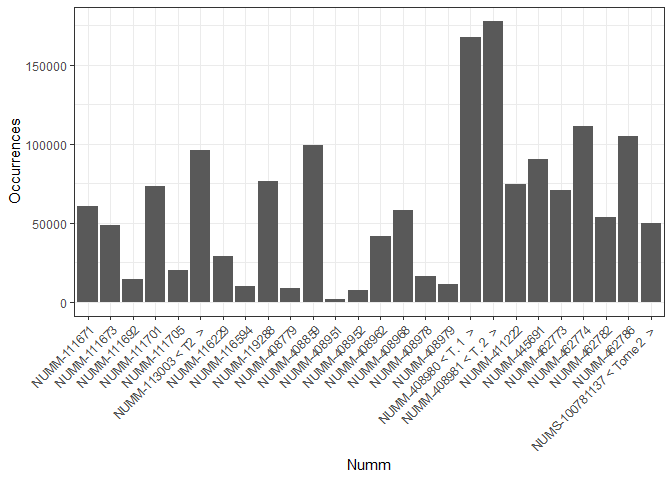 Occurrences
150000
100000
50000
0
NUMM-111671
NUMM-111673
NUMM-111692
NUMM-111701
NUMM-111705
NUMM-113003 < T2 >
NUMM-116229
NUMM-116594
NUMM-119288
NUMM-408779
NUMM-408859
NUMM-408951
NUMM-408952
NUMM-408962
NUMM-408968
NUMM-408978
NUMM-408979
NUMM-408980 < T. 1 >
NUMM-408981 < T. 2 >
NUMM-411222
NUMM-445691
NUMM-462773
NUMM-462774
NUMM-462782
NUMM-462786
NUMS-100781137 < Tome 2 >
Numm